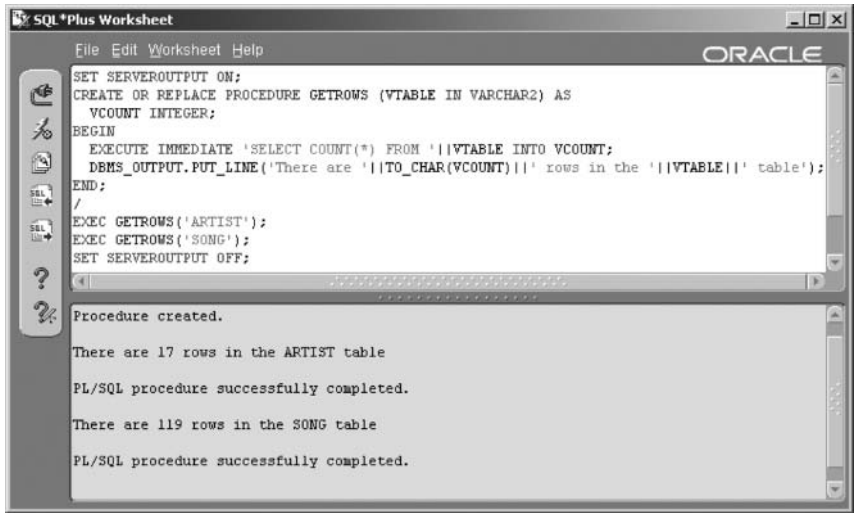 SQL*Plus Worksheet
File Edit Worksheet Help
ORACLE
SET SERVEROUTPUT ON;
CREATE OR REPLACE PROCEDURE GETROWS (VTABLE IN VARCHAR2) AS
  VCOUNT INTEGER;
BEGIN
  EXECUTE IMMEDIATE 'SELECT COUNT(*) FROM '||VTABLE INTO VCOUNT;
  DBMS_OUTPUT.PUT_LINE('There are '||TO_CHAR(VCOUNT)||' rows in the '||VTABLE||' table');
END;
/
EXEC GETROWS('ARTIST');
EXEC GETROWS('SONG');
SET SERVEROUTPUT OFF;
SQL
SQL
Procedure created.
There are 17 rows in the ARTIST table
PL/SQL procedure successfully completed.
There are 119 rows in the SONG table
PL/SQL procedure successfully completed.